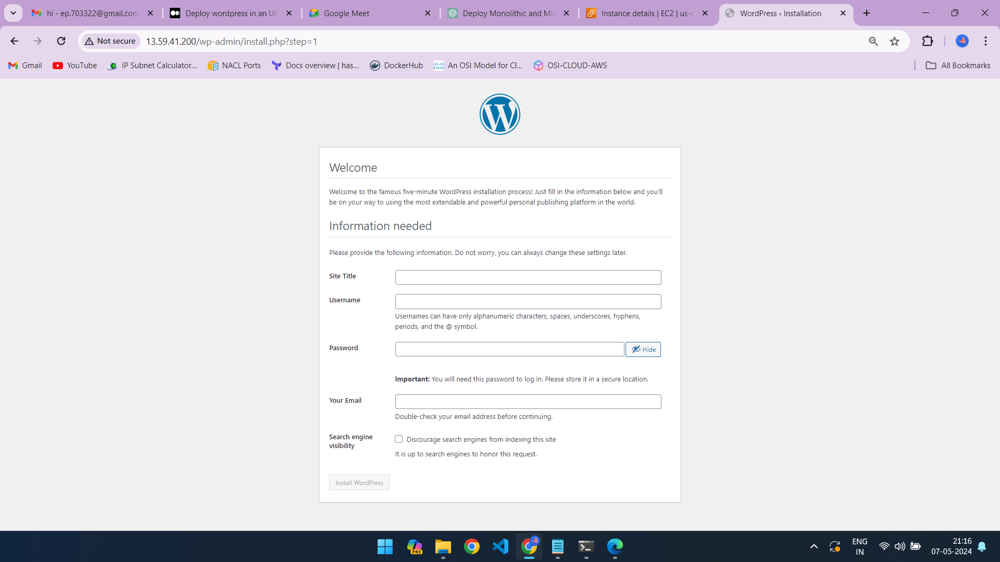 hi - ep.703322@gmail.com
Deploy wordpress in an Ub
Google Meet
Deploy Monolithic and Mic
Instance details | EC2 | us-e
WordPress › Installation
Not secure
13.59.41.200/wp-admin/install.php?step=1
Gmail
YouTube
IP Subnet Calculator...
NACL Ports
Docs overview | has...
DockerHub
An OSI Model for Cl...
OSI-CLOUD-AWS
All Bookmarks
Welcome
Welcome to the famous five-minute WordPress installation process! Just fill in the information below and you'll
be on your way to using the most extendable and powerful personal publishing platform in the world.
Information needed
Please provide the following information. Do not worry, you can always change these settings later.
Site Title
Username
Usernames can have only alphanumeric characters, spaces, underscores, hyphens,
periods, and the @ symbol.
Password
Hide
Important: You will need this password to log in. Please store it in a secure location.
Your Email
Double-check your email address before continuing.
Search engine
visibility
Discourage search engines from indexing this site
It is up to search engines to honor this request.
Install WordPress
PRE
ENG
IN
21:16
07-05-2024